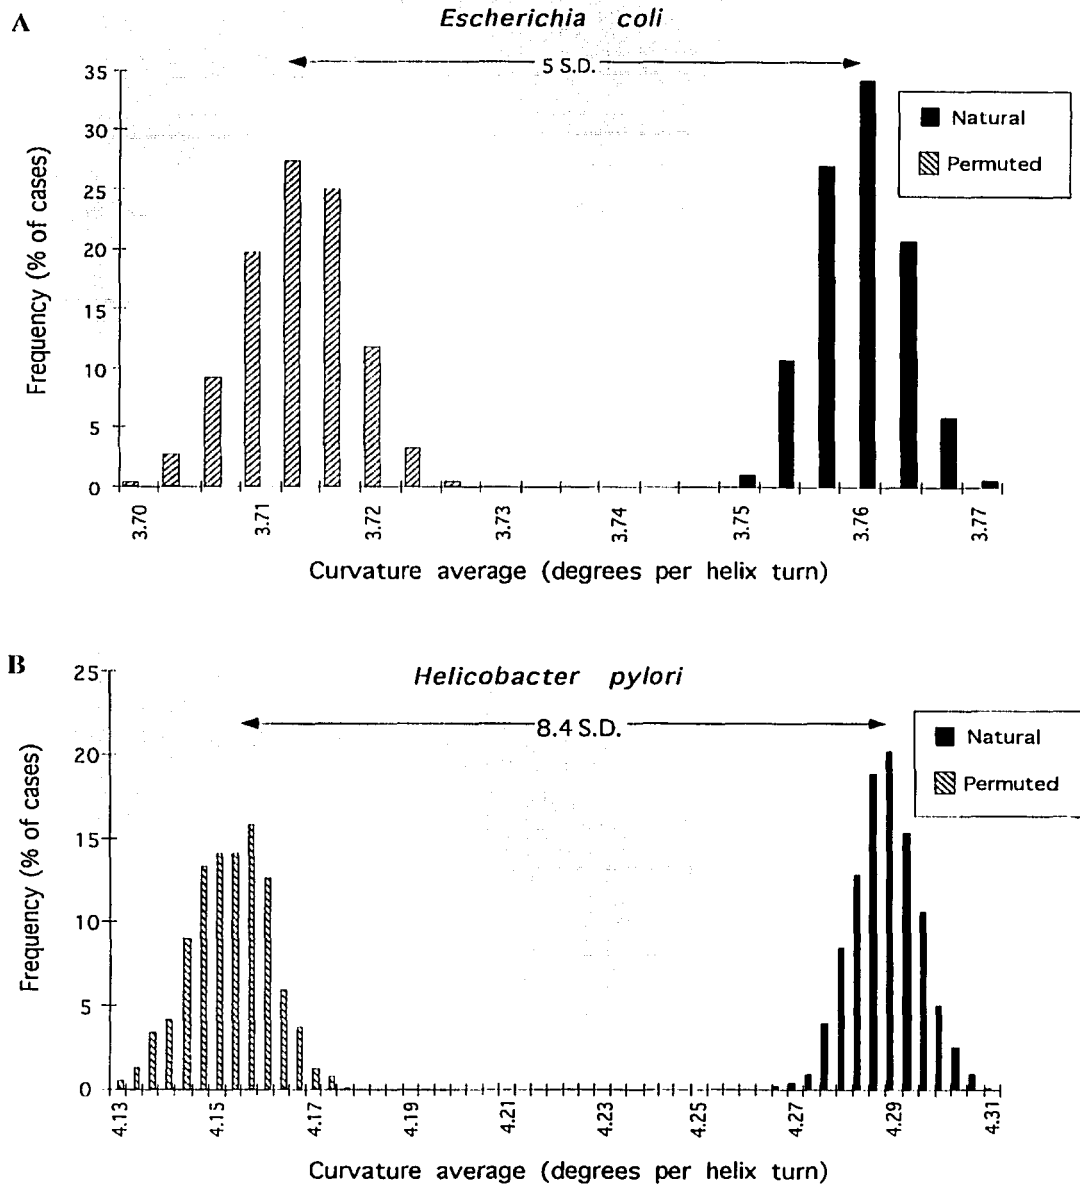 A
Escherichia coli
5 S.D.
35
30
25
20
15
10
5
0
Frequency (% of cases)
Natural
Permuted
3.70
3.71
3.72
3.73
3.74
3.75
3.76
3.77
Curvature average (degrees per helix turn)
B
Helicobacter pylori
8.4 S.D.
25
20
15
10
5
0
Frequency (% of cases)
Natural
Permuted
4.13
4.15
4.17
4.19
4.21
4.23
4.25
4.27
4.29
4.31
Curvature average (degrees per helix turn)